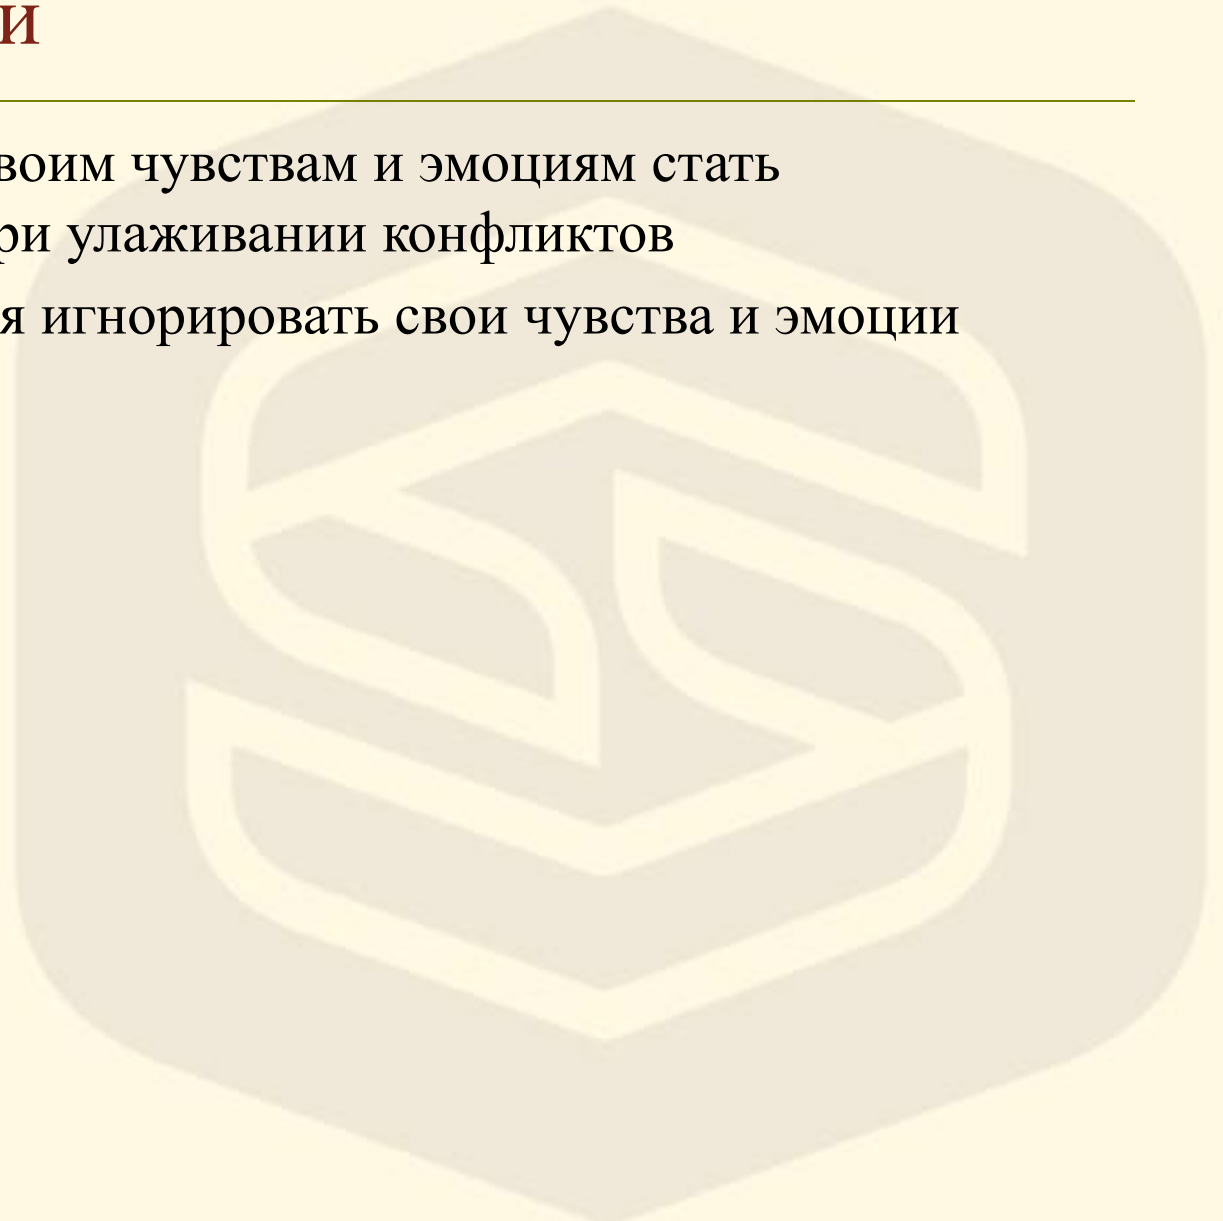 и
воим чувствам и эмоциям стать
ри улаживании конфликтов
я игнорировать свои чувства и эмоции